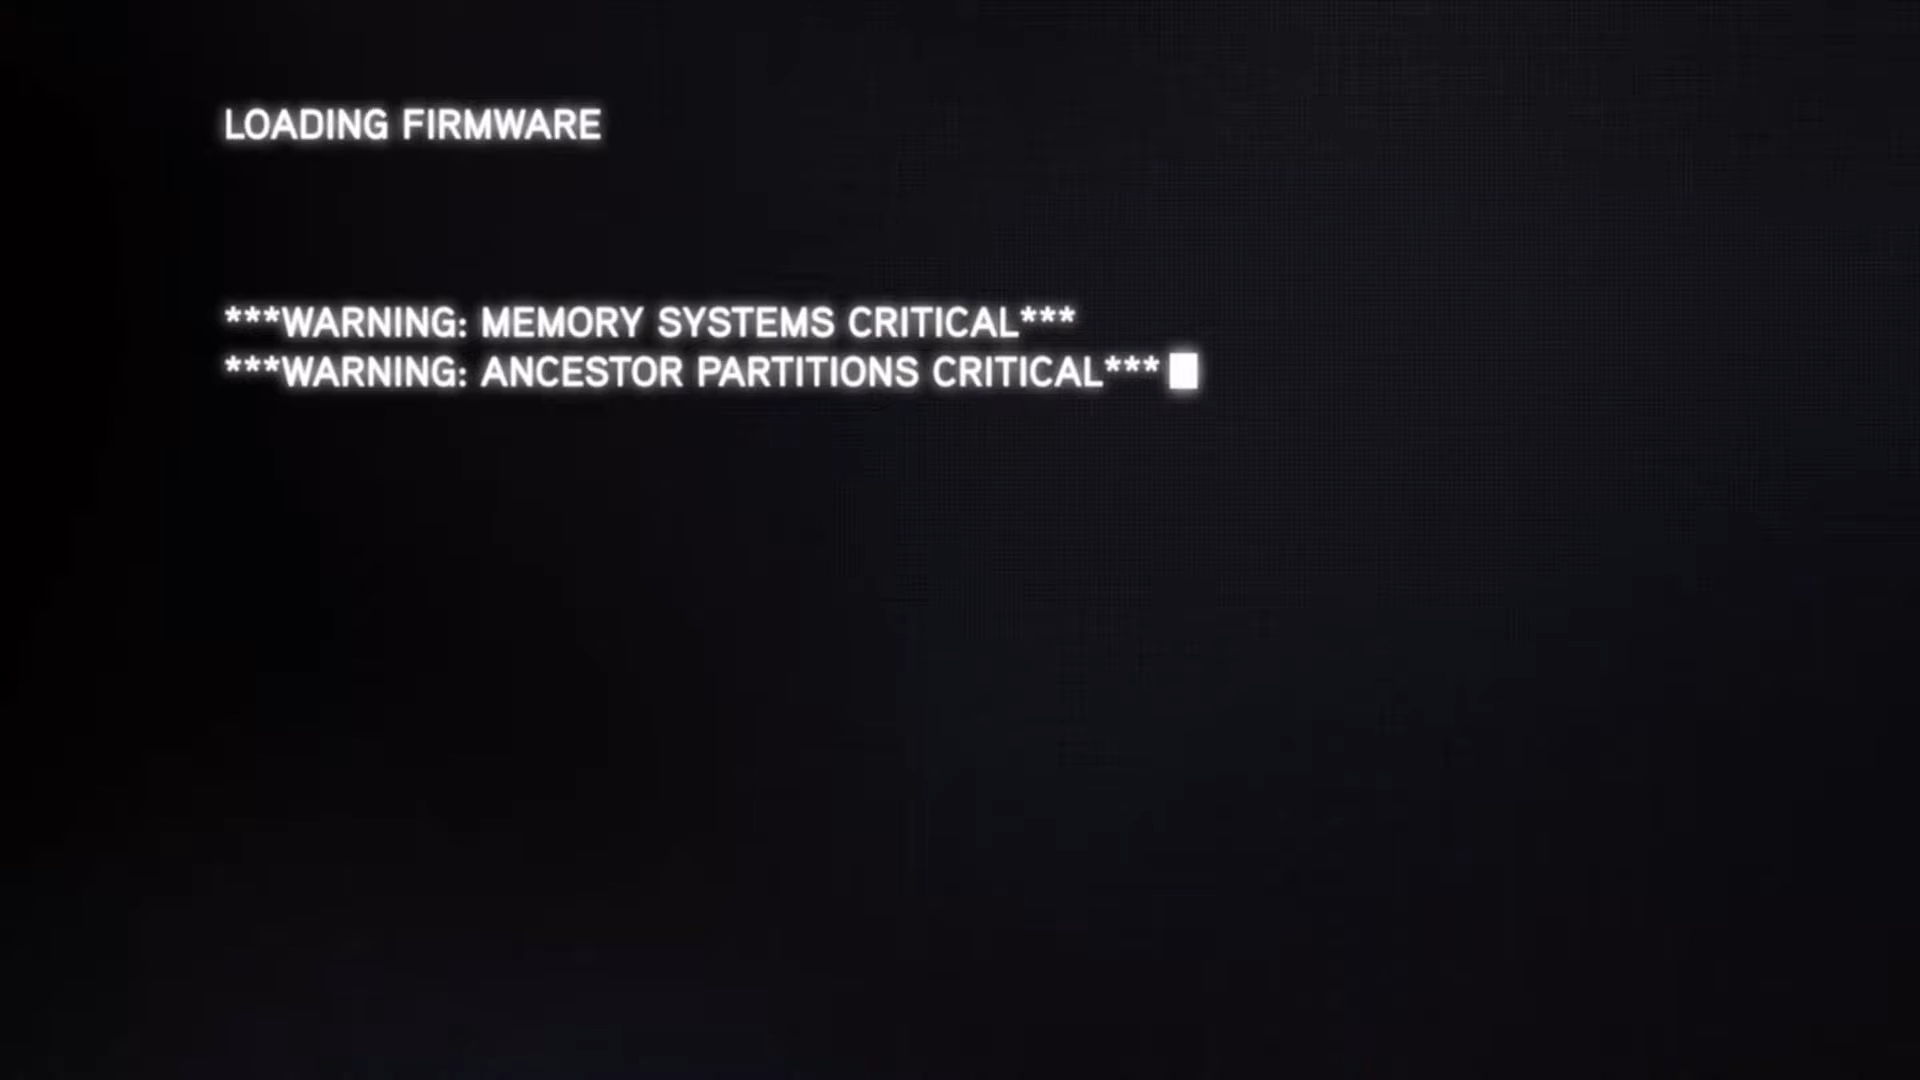 LOADING FIRMWARE
***WARNING: MEMORY SYSTEMS CRITICAL***
***WARNING: ANCESTOR PARTITIONS CRITICAL***